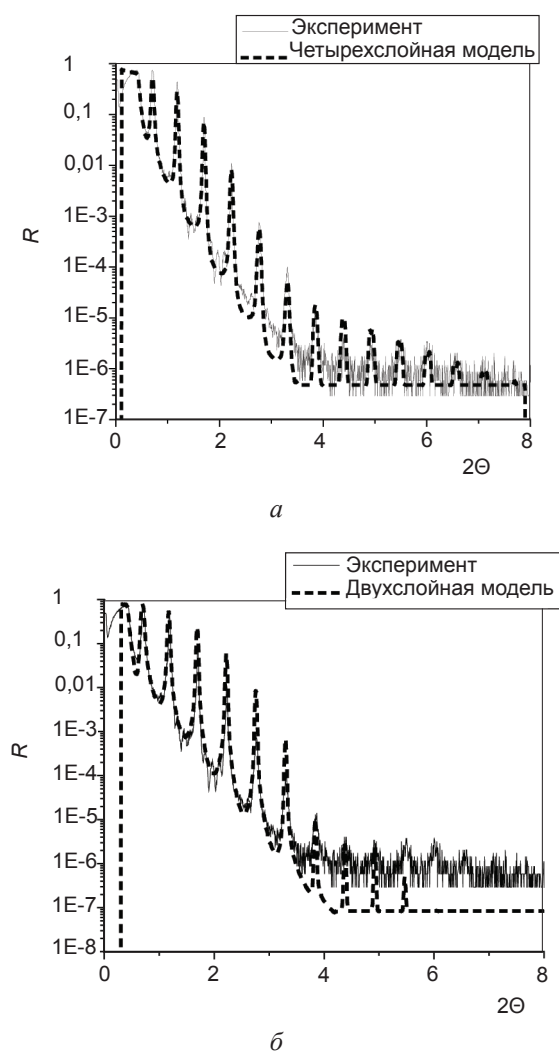 Эксперимент
Четырехслойная модель
1
0,1
0,01
1E-3
1E-4
1E-5
1E-6
1E-7
R
0 2 4 6 8
2Θ
а
Эксперимент
Двухслойная модель
1
0,1
0,01
1E-3
1E-4
1E-5
1E-6
1E-7
1E-8
R
0 2 4 6 8
2Θ
б